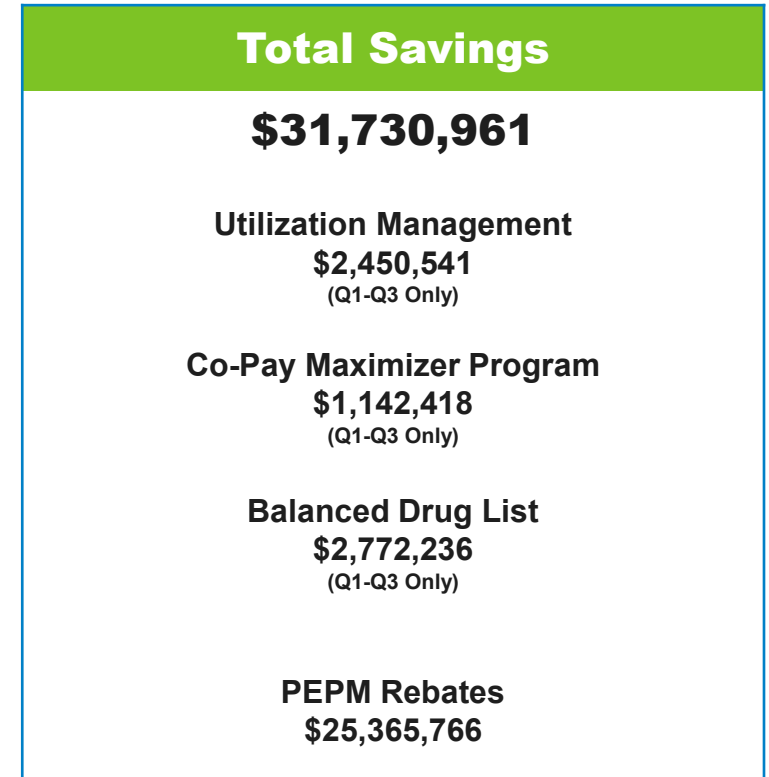 Total Savings
$31,730,961
Utilization Management
$2,450,541
(Q1-Q3 Only)
Co-Pay Maximizer Program
$1,142,418
(Q1-Q3 Only)
Balanced Drug List
$2,772,236
(Q1-Q3 Only)
PEPM Rebates
$25,365,766